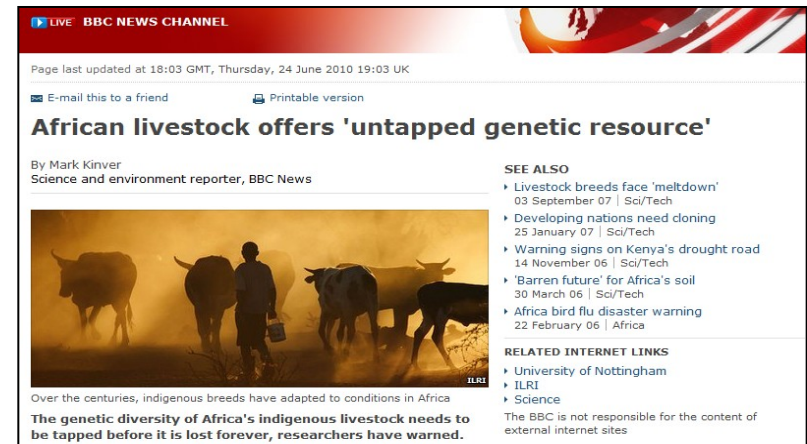 LIVE BBC NEWS CHANNEL
Page last updated at 18:03 GMT, Thursday, 24 June 2010 19:03 UK
E-mail this to a friend
Printable version
African livestock offers 'untapped genetic resource'
By Mark Kinver
Science and environment reporter, BBC News
ILRI
Over the centuries, indigenous breeds have adapted to conditions in Africa
The genetic diversity of Africa's indigenous livestock needs to
be tapped before it is lost forever, researchers have warned.
SEE ALSO
Livestock breeds face 'meltdown'
03 September 07 | Sci/Tech
Developing nations need cloning
25 January 07 | Sci/Tech
Warning signs on Kenya's drought road
14 November 06 | Sci/Tech
'Barren future' for Africa's soil
30 March 06 | Sci/Tech
Africa bird flu disaster warning
22 February 06 | Africa
RELATED INTERNET LINKS
University of Nottingham
ILRI
Science
The BBC is not responsible for the content of
external internet sites